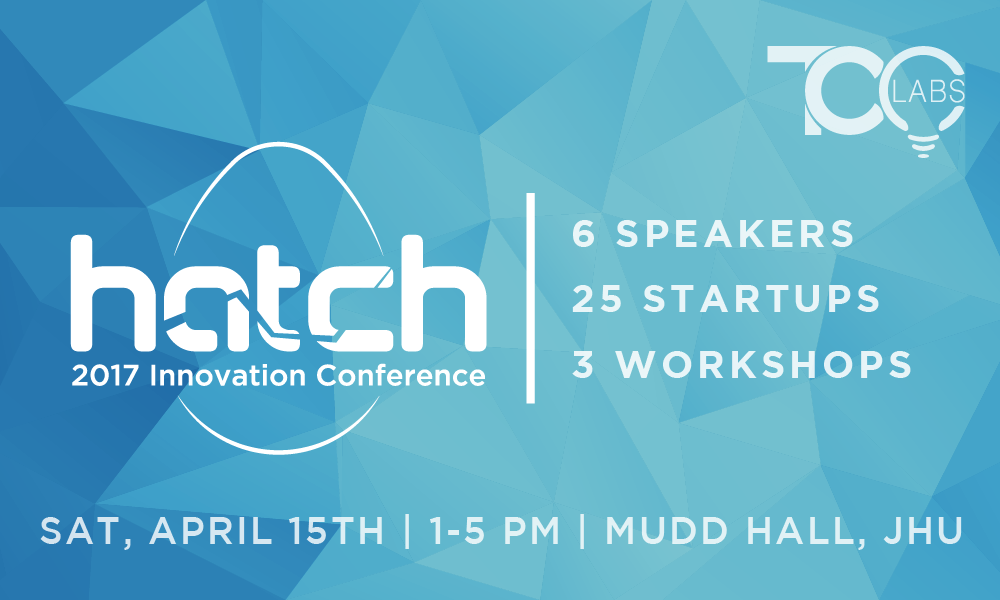 TCO LABS
hatch
2017 Innovation Conference
6 SPEAKERS
25 STARTUPS
3 WORKSHOPS
SAT, APRIL 15TH | 1-5 PM | MUDD HALL, JHU